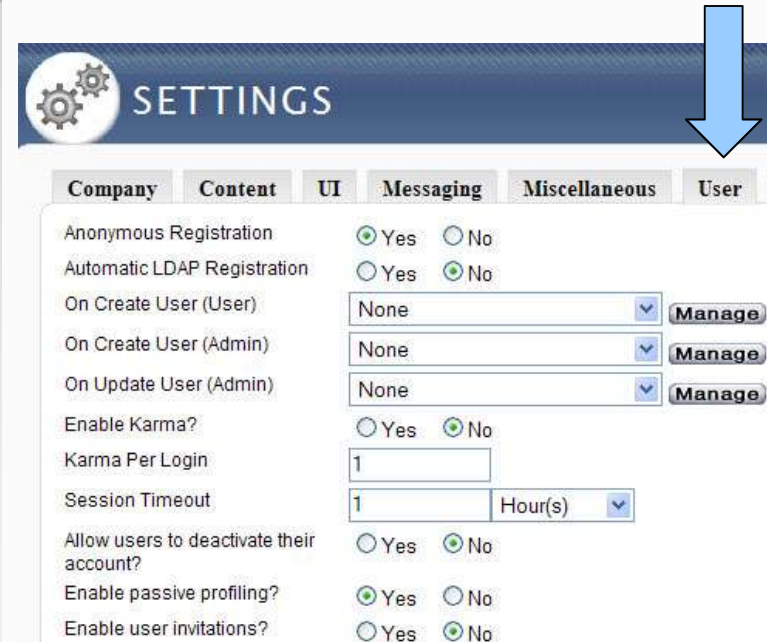 SETTINGS
Company Content UI Messaging Miscellaneous User
Anonymous Registration Yes No
Automatic LDAP Registration Yes No
On Create User (User) None Manage
On Create User (Admin) None Manage
On Update User (Admin) None Manage
Enable Karma? Yes No
Karma Per Login 1
Session Timeout 1 Hour(s)
Allow users to deactivate their Yes No
account?
Enable passive profiling? Yes No
Enable user invitations? Yes No